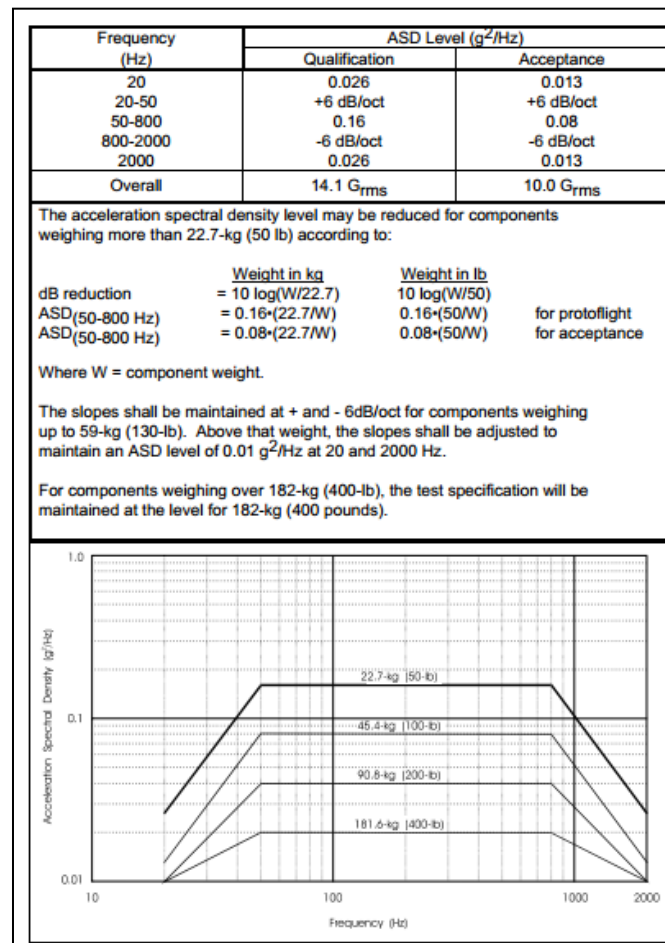 Frequency ASD Level (g²/Hz)
(Hz) Qualification Acceptance
20 0.026 0.013
20-50 +6 dB/oct +6 dB/oct
50-800 0.16 0.08
800-2000 -6 dB/oct -6 dB/oct
2000 0.026 0.013
Overall 14.1 Grms 10.0 Grms
The acceleration spectral density level may be reduced for components
weighing more than 22.7-kg (50 lb) according to:
Weight in kg Weight in lb
dB reduction = 10 log(W/22.7) 10 log(W/50)
ASD(50-800 Hz) = 0.16•(22.7/W) 0.16•(50/W) for protoflight
ASD(50-800 Hz) = 0.08•(22.7/W) 0.08•(50/W) for acceptance
Where W = component weight.
The slopes shall be maintained at + and - 6dB/oct for components weighing
up to 59-kg (130-lb). Above that weight, the slopes shall be adjusted to
maintain an ASD level of 0.01 g²/Hz at 20 and 2000 Hz.
For components weighing over 182-kg (400-lb), the test specification will be
maintained at the level for 182-kg (400 pounds).
1.0
22.7-kg (50-lb)
0.1
45.4-kg (100-lb)
90.8-kg (200-lb)
181.6-kg (400-lb)
0.01
Acceleration Spectral Density (g²/Hz)
10 100 1000 2000
Frequency (Hz)